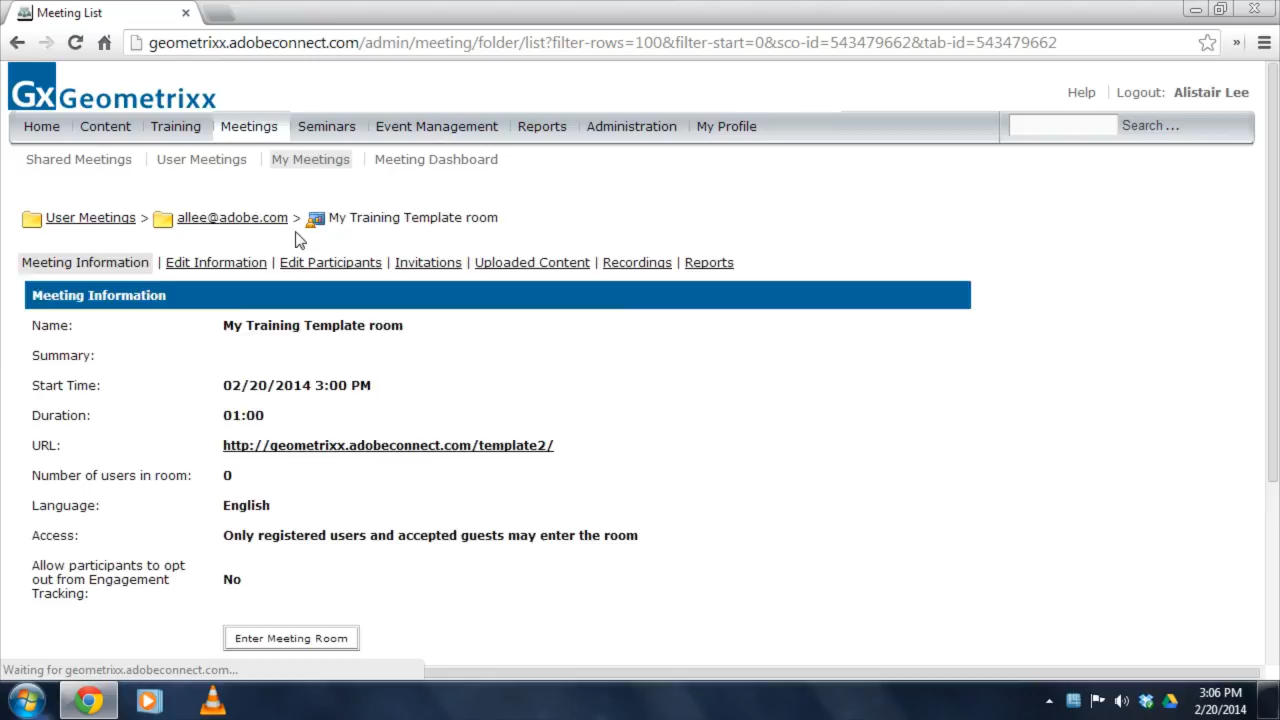 Meeting List
geometrixx.adobeconnect.com/admin/meeting/folder/list?filter-rows=100&filter-start=0&sco-id=543479662&tab-id=543479662
Gx Geometrixx
Help Logout: Alistair Lee
Home Content Training Meetings Seminars Event Management Reports Administration My Profile Search ...
Shared Meetings User Meetings My Meetings Meeting Dashboard
User Meetings > allee@adobe.com > My Training Template room
Meeting Information | Edit Information | Edit Participants | Invitations | Uploaded Content | Recordings | Reports
Meeting Information
Name: My Training Template room
Summary:
Start Time: 02/20/2014 3:00 PM
Duration: 01:00
URL: http://geometrixx.adobeconnect.com/template2/
Number of users in room: 0
Language: English
Access: Only registered users and accepted guests may enter the room
Allow participants to opt
out from Engagement No
Tracking:
Enter Meeting Room
Waiting for geometrixx.adobeconnect.com...
3:06 PM
2/20/2014